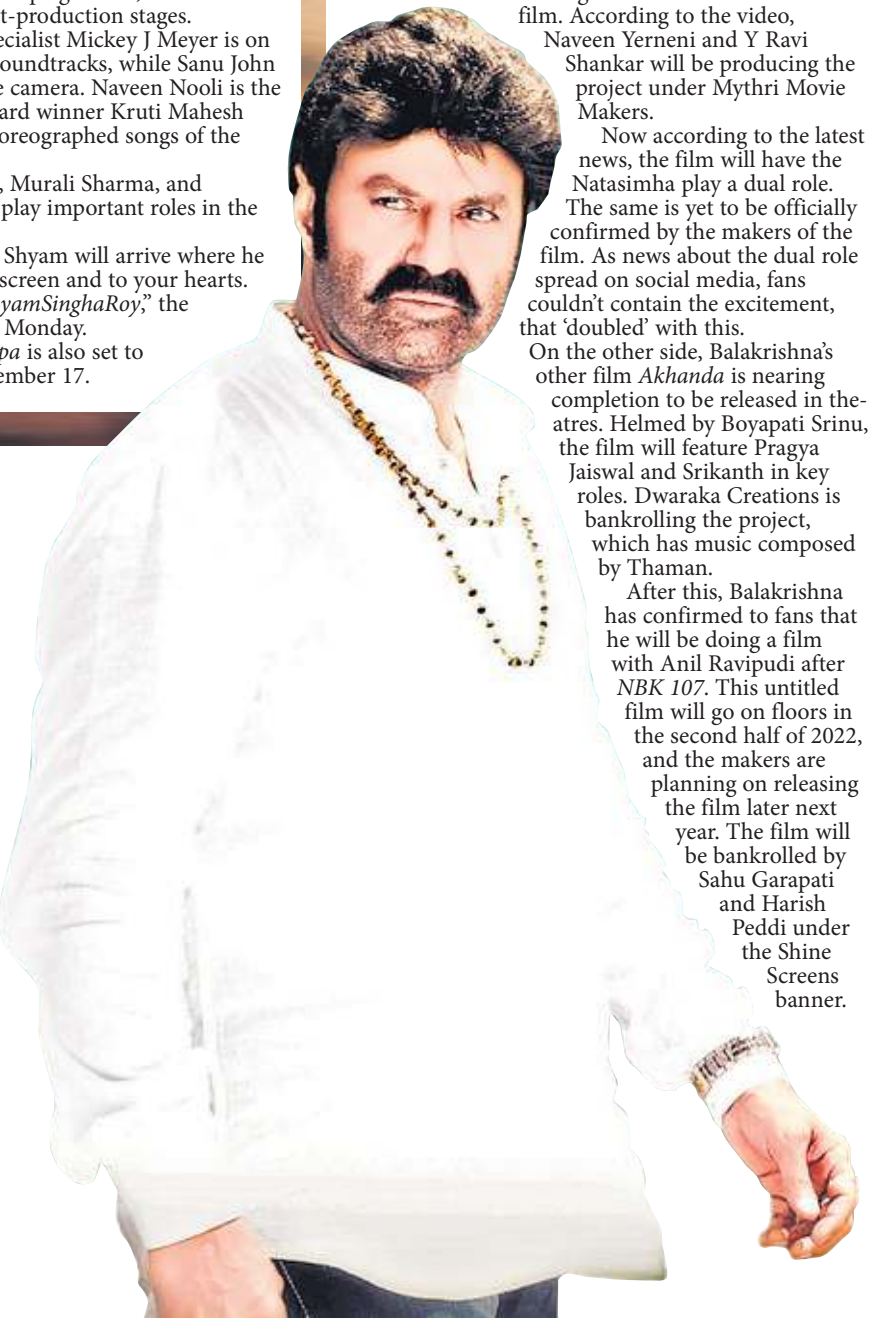 t-production stages.
ecialist Mickey J Meyer is on
oundtracks, while Sanu John
e camera. Naveen Nooli is the
ard winner Kruti Mahesh
oreographed songs of the
, Murali Sharma, and
play important roles in the
Shyam will arrive where he
screen and to your hearts.
yamSinghaRoy,” the
Monday.
pa is also set to
ember 17.
film. According to the video,
Naveen Yerneni and Y Ravi
Shankar will be producing the
project under Mythri Movie
Makers.
Now according to the latest
news, the film will have the
Natasimha play a dual role.
The same is yet to be officially
confirmed by the makers of the
film. As news about the dual role
spread on social media, fans
couldn’t contain the excitement,
that ‘doubled’ with this.
On the other side, Balakrishna’s
other film Akhanda is nearing
completion to be released in the-
atres. Helmed by Boyapati Srinu,
the film will feature Pragya
Jaiswal and Srikanth in key
roles. Dwaraka Creations is
bankrolling the project,
which has music composed
by Thaman.
After this, Balakrishna
has confirmed to fans that
he will be doing a film
with Anil Ravipudi after
NBK 107. This untitled
film will go on floors in
the second half of 2022,
and the makers are
planning on releasing
the film later next
year. The film will
be bankrolled by
Sahu Garapati
and Harish
Peddi under
the Shine
Screens
banner.